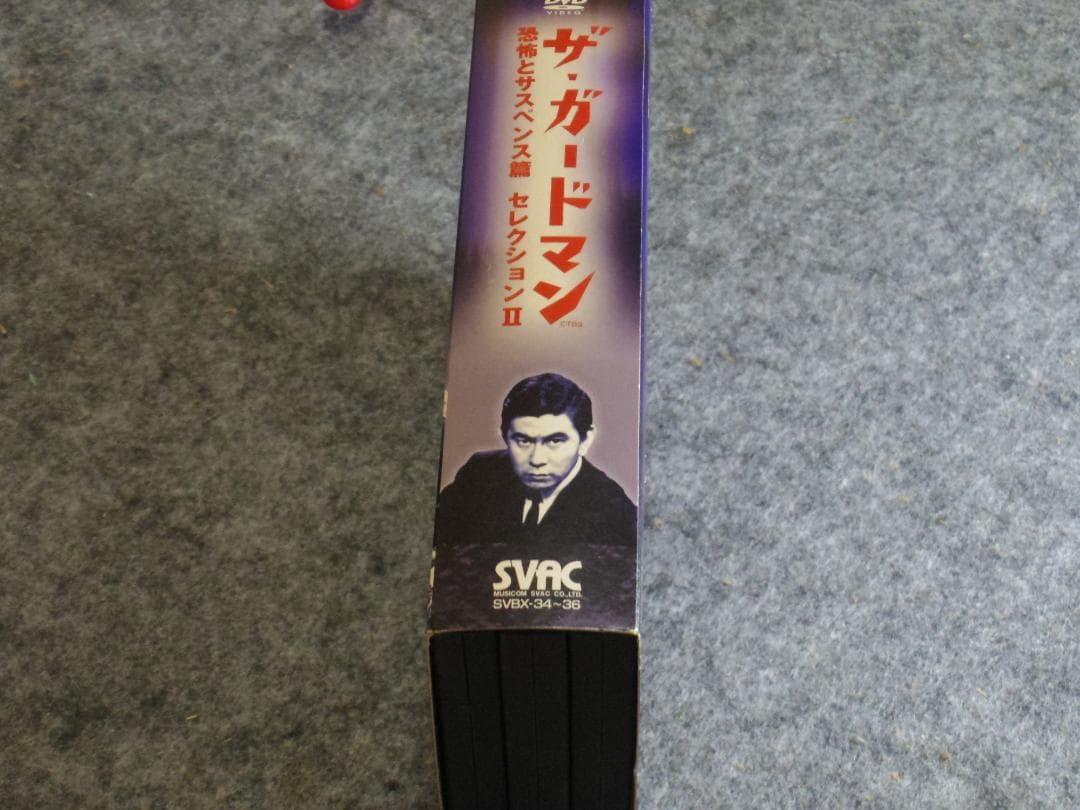 DVD
VIDEO
ザ・ガードマン
恐怖とサスペンス篇 セレクションⅡ
©TBS
SVAC
MUSICOM SVAC CO.,LTD.
SVBX-34~36